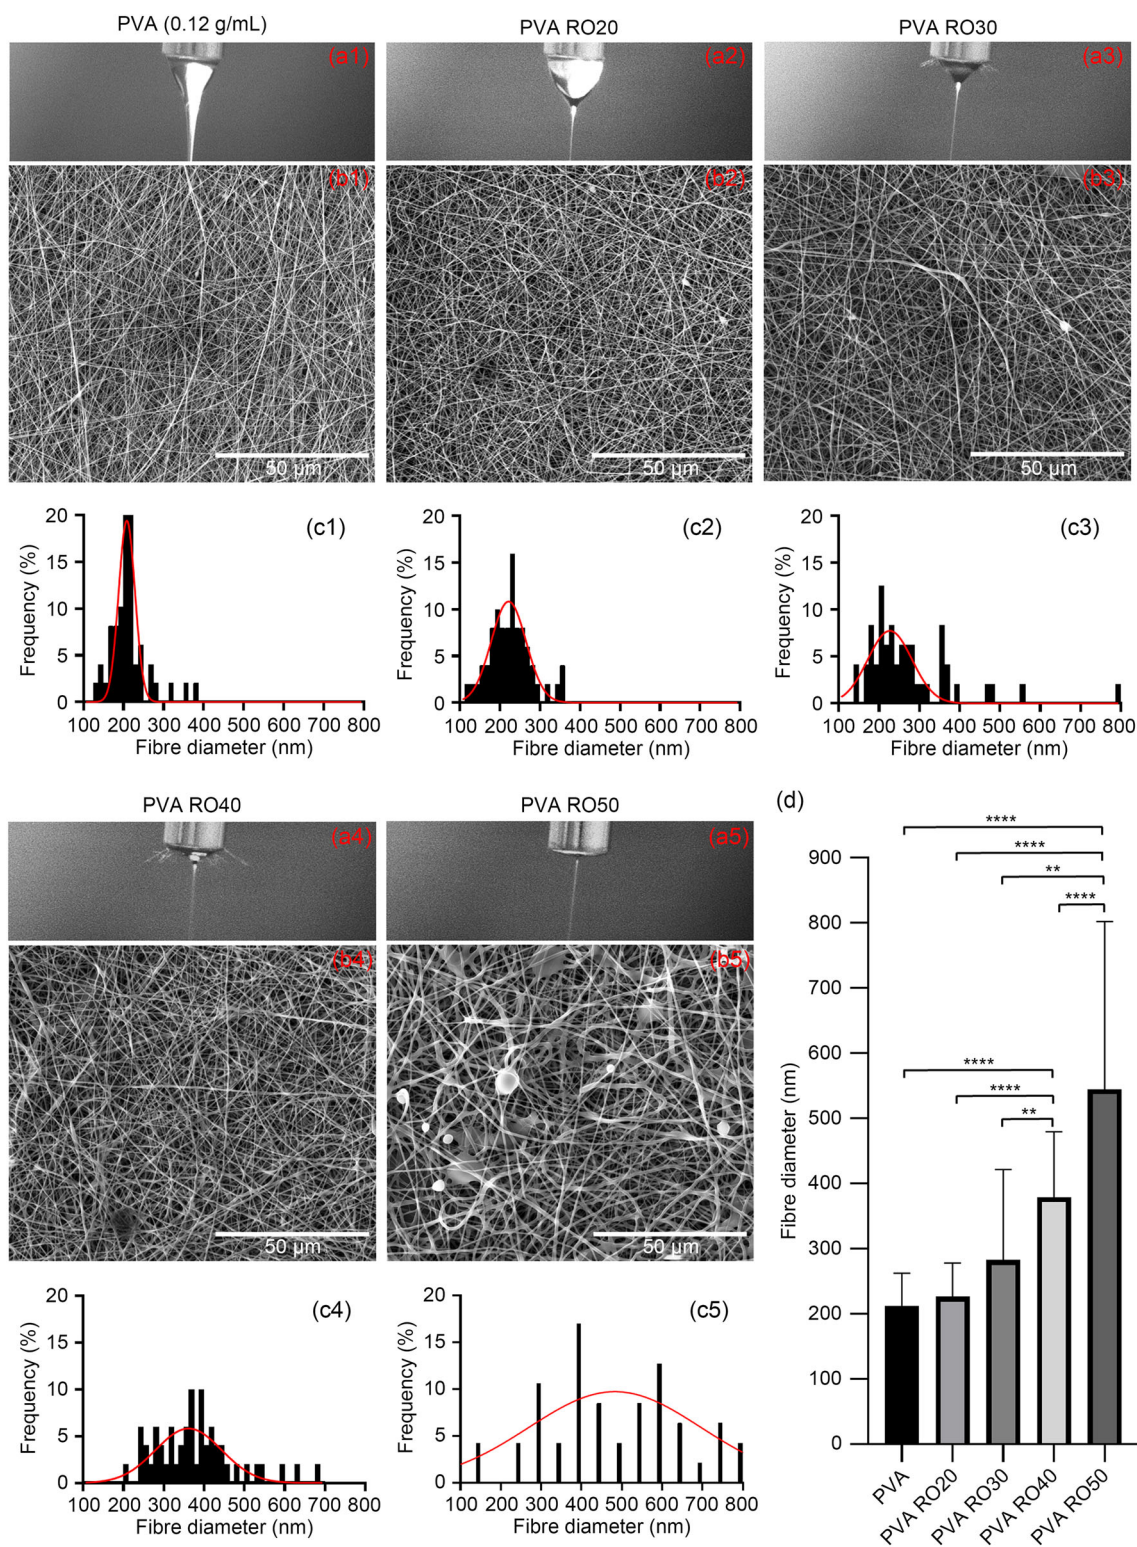 PVA (0.12 g/mL)
PVA RO20
PVA RO30
(a1)
(a2)
(a3)
(b1)
(b2)
(b3)
50 µm
50 µm
50 µm
(c1)
Frequency (%)
20
15
10
5
0
100 200 300 400 500 600 700 800
Fibre diameter (nm)
(c2)
Frequency (%)
20
15
10
5
0
100 200 300 400 500 600 700 800
Fibre diameter (nm)
(c3)
Frequency (%)
20
15
10
5
0
100 200 300 400 500 600 700 800
Fibre diameter (nm)
PVA RO40
PVA RO50
(a4)
(a5)
(b4)
(b5)
50 µm
50 µm
(c4)
Frequency (%)
20
15
10
5
0
100 200 300 400 500 600 700 800
Fibre diameter (nm)
(c5)
Frequency (%)
20
15
10
5
0
100 200 300 400 500 600 700 800
Fibre diameter (nm)
(d)
****
****
**
****
****
****
**
Fibre diameter (nm)
900
800
700
600
500
400
300
200
100
0
PVA
PVA RO20
PVA RO30
PVA RO40
PVA RO50